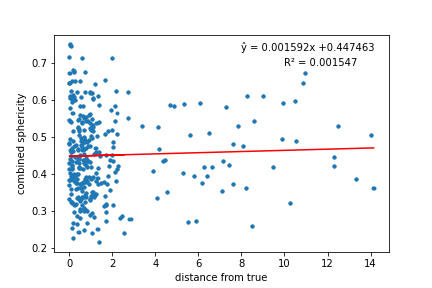 ŷ = 0.001592x +0.447463
R² = 0.001547
0.7
0.6
0.5
0.4
0.3
0.2
combined sphericity
0 2 4 6 8 10 12 14
distance from true